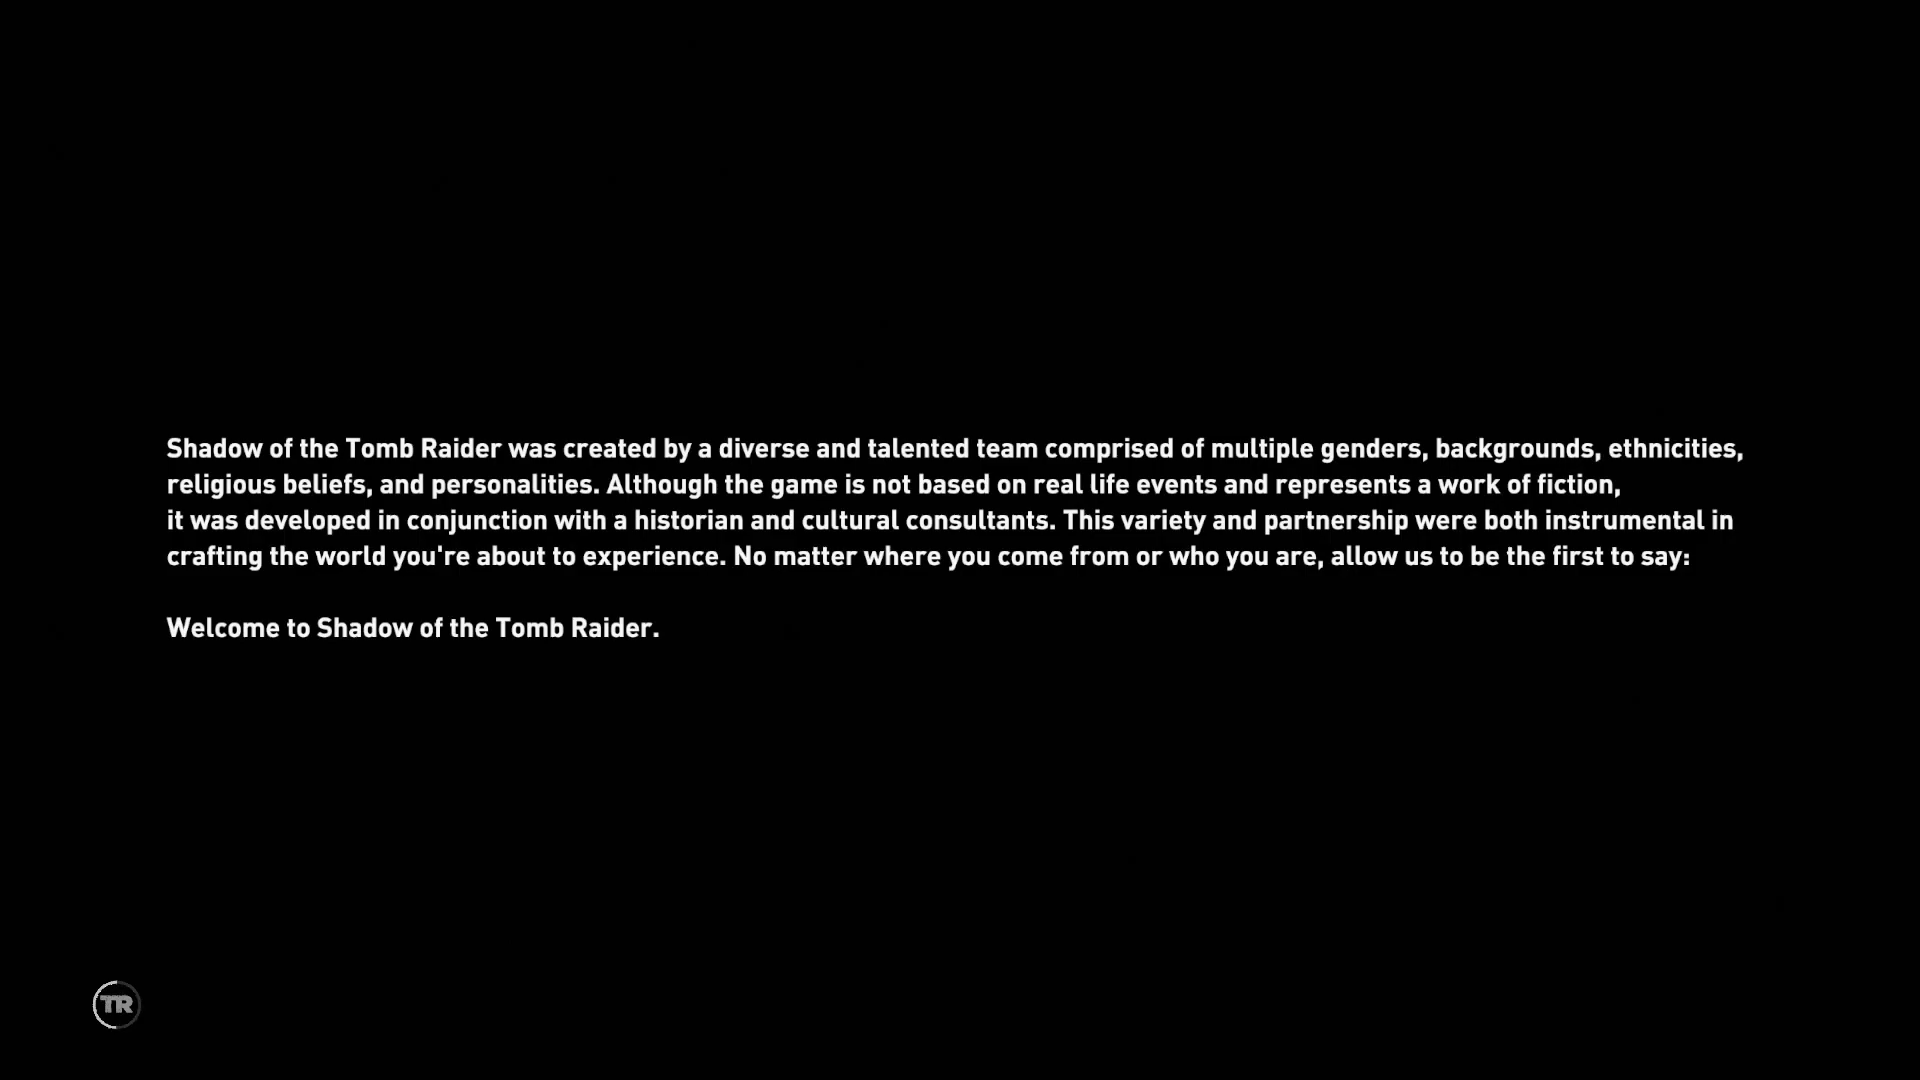 Shadow of the Tomb Raider was created by a diverse and talented team comprised of multiple genders, backgrounds, ethnicities,
religious beliefs, and personalities. Although the game is not based on real life events and represents a work of fiction,
it was developed in conjunction with a historian and cultural consultants. This variety and partnership were both instrumental in
crafting the world you're about to experience. No matter where you come from or who you are, allow us to be the first to say:
Welcome to Shadow of the Tomb Raider.
TR